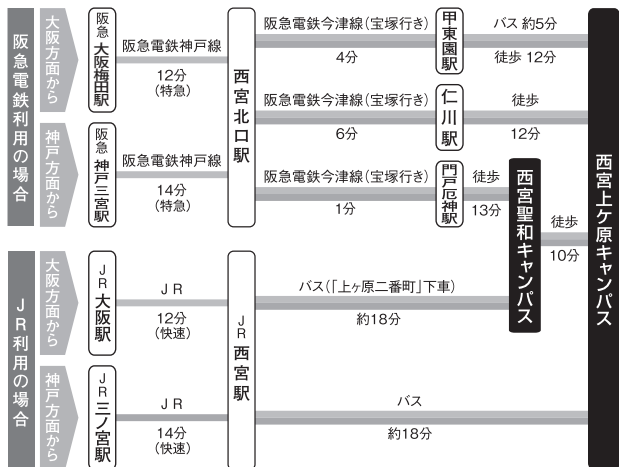 阪急電鉄利用の場合
大阪方面から
阪急 大阪梅田駅
阪急電鉄神戸線
12分
(特急)
神戸方面から
阪急 神戸三宮駅
阪急電鉄神戸線
14分
(特急)
西宮北口駅
阪急電鉄今津線(宝塚行き)
4分
甲東園駅
バス 約5分
徒歩 12分
阪急電鉄今津線(宝塚行き)
6分
仁川駅
徒歩
12分
阪急電鉄今津線(宝塚行き)
1分
門戸厄神駅
徒歩
13分
西宮聖和キャンパス
徒歩
10分
西宮上ケ原キャンパス
JR利用の場合
大阪方面から
JR 大阪駅
JR
12分
(快速)
神戸方面から
JR 三ノ宮駅
JR
14分
(快速)
JR 西宮駅
バス(「上ヶ原二番町」下車)
約18分
バス
約18分